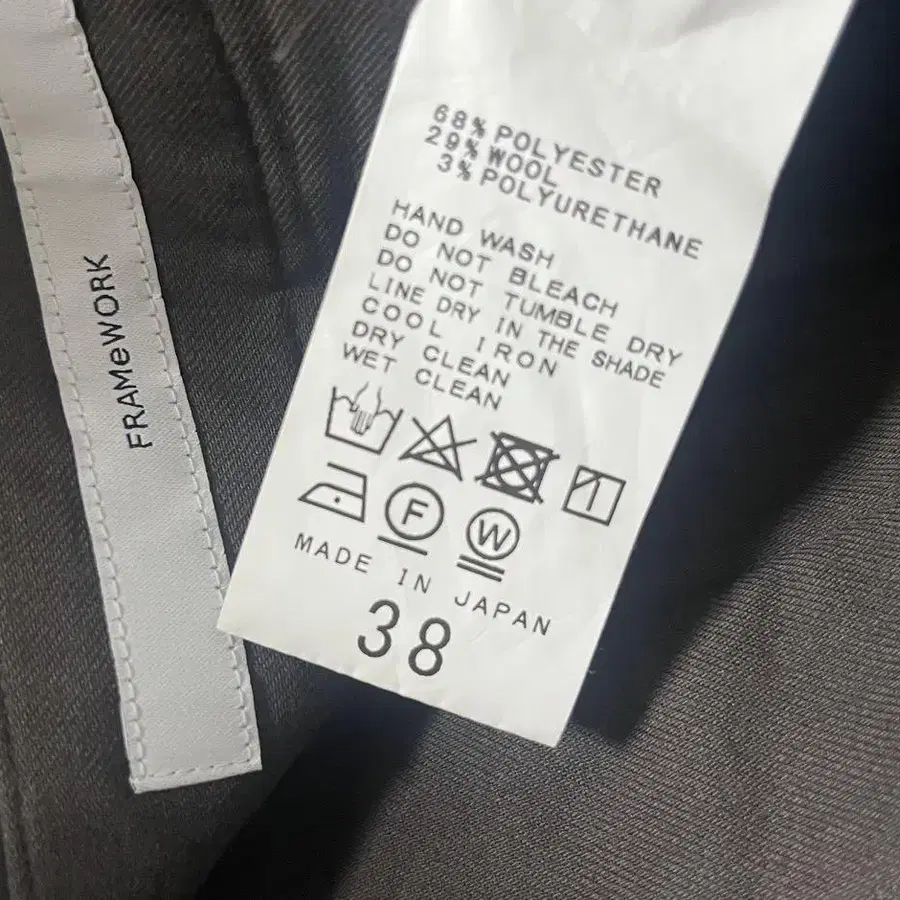 FRAMeWORK
68% POLYESTER
29% WOOL
3% POLYURETHANE
HAND WASH
DO NOT BLEACH
DO NOT TUMBLE DRY
LINE DRY IN THE SHADE
COOL IRON
DRY CLEAN
WET CLEAN
F
W
MADE IN JAPAN
38